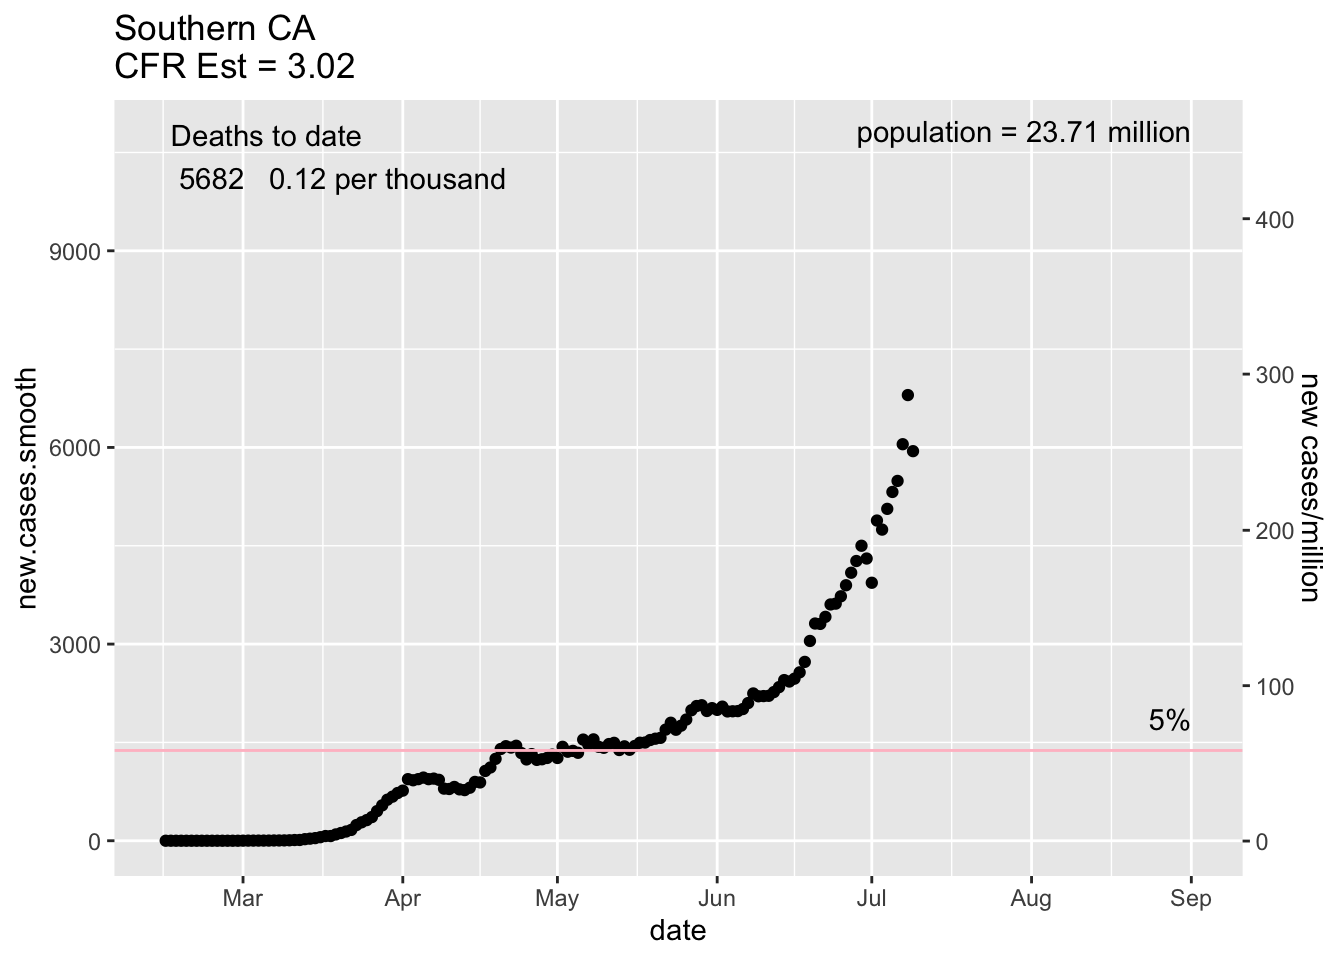 Southern CA
CFR Est = 3.02
Deaths to date
5682 0.12 per thousand
population = 23.71 million
5%
new.cases.smooth
9000
6000
3000
0
400
300
200
100
0
new cases/million
Mar Apr May Jun Jul Aug Sep
date